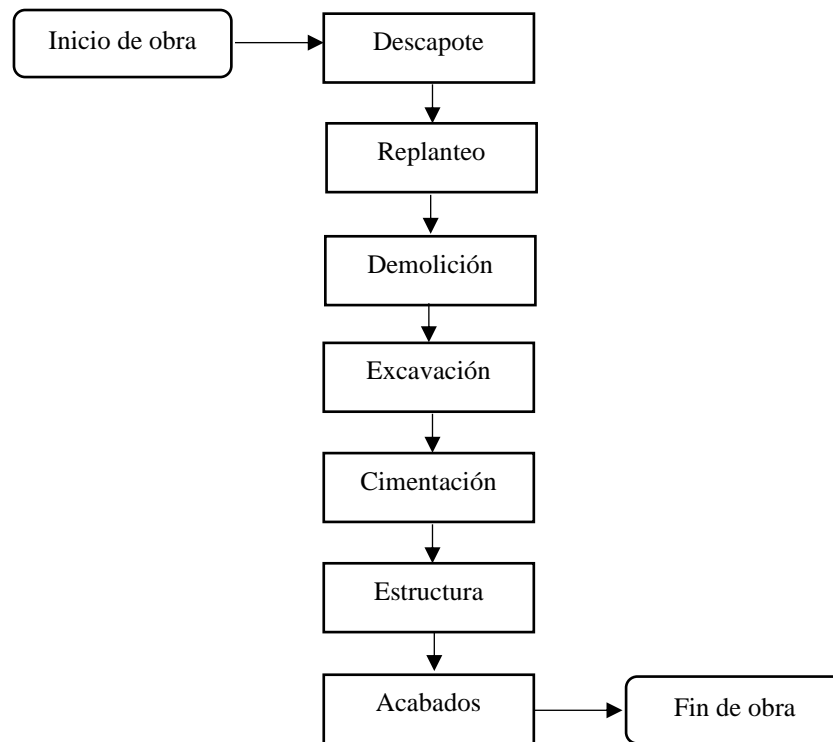 Inicio de obra
Descapote
Replanteo
Demolición
Excavación
Cimentación
Estructura
Acabados
Fin de obra